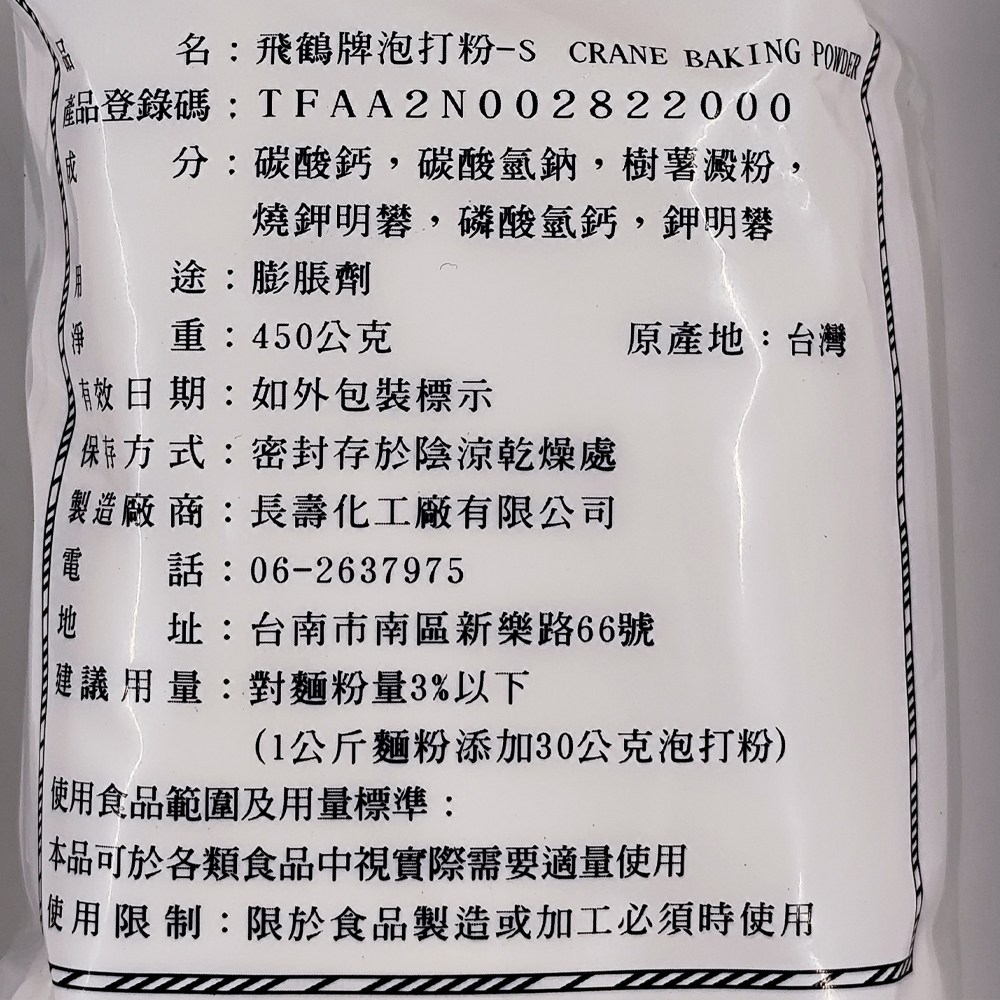 品名：飛鶴牌泡打粉-S CRANE BAKING POWDER
產品登錄碼：TFAA2N002822000
成分：碳酸鈣，碳酸氫鈉，樹薯澱粉，
燒鉀明礬，磷酸氫鈣，鉀明礬
用途：膨脹劑
淨重：450公克 原產地：台灣
有效日期：如外包裝標示
保存方式：密封存於陰涼乾燥處
製造廠商：長壽化工廠有限公司
電話：06-2637975
地址：台南市南區新樂路66號
建議用量：對麵粉量3%以下
(1公斤麵粉添加30公克泡打粉)
使用食品範圍及用量標準：
本品可於各類食品中視實際需要適量使用
使用限制：限於食品製造或加工必須時使用